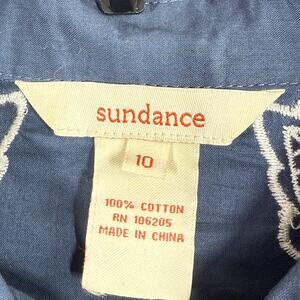 sundance
10
100% COTTON
RN 106205
MADE IN CHINA